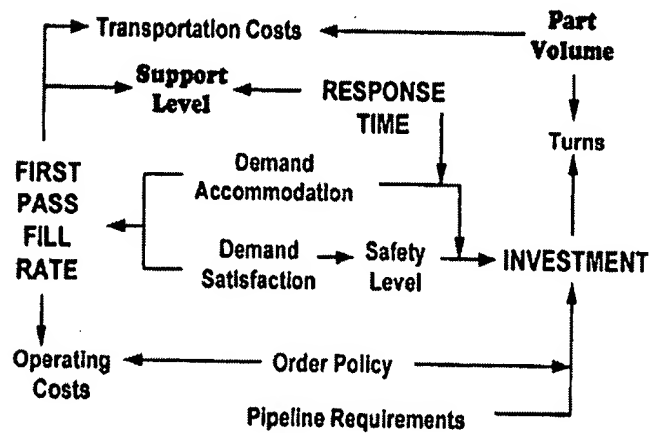 Transportation Costs
Part
Volume
Support
Level
RESPONSE
TIME
Turns
FIRST
PASS
FILL
RATE
Demand
Accommodation
Demand
Satisfaction
Safety
Level
INVESTMENT
Operating
Costs
Order Policy
Pipeline Requirements